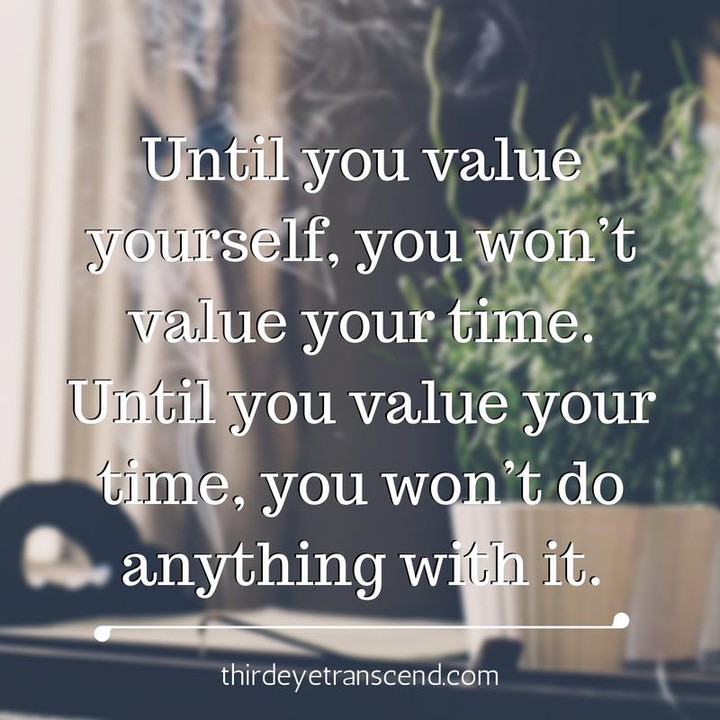 Until you value
yourself, you won’t
value your time.
Until you value your
time, you won’t do
anything with it.
thirdeyetranscend.com